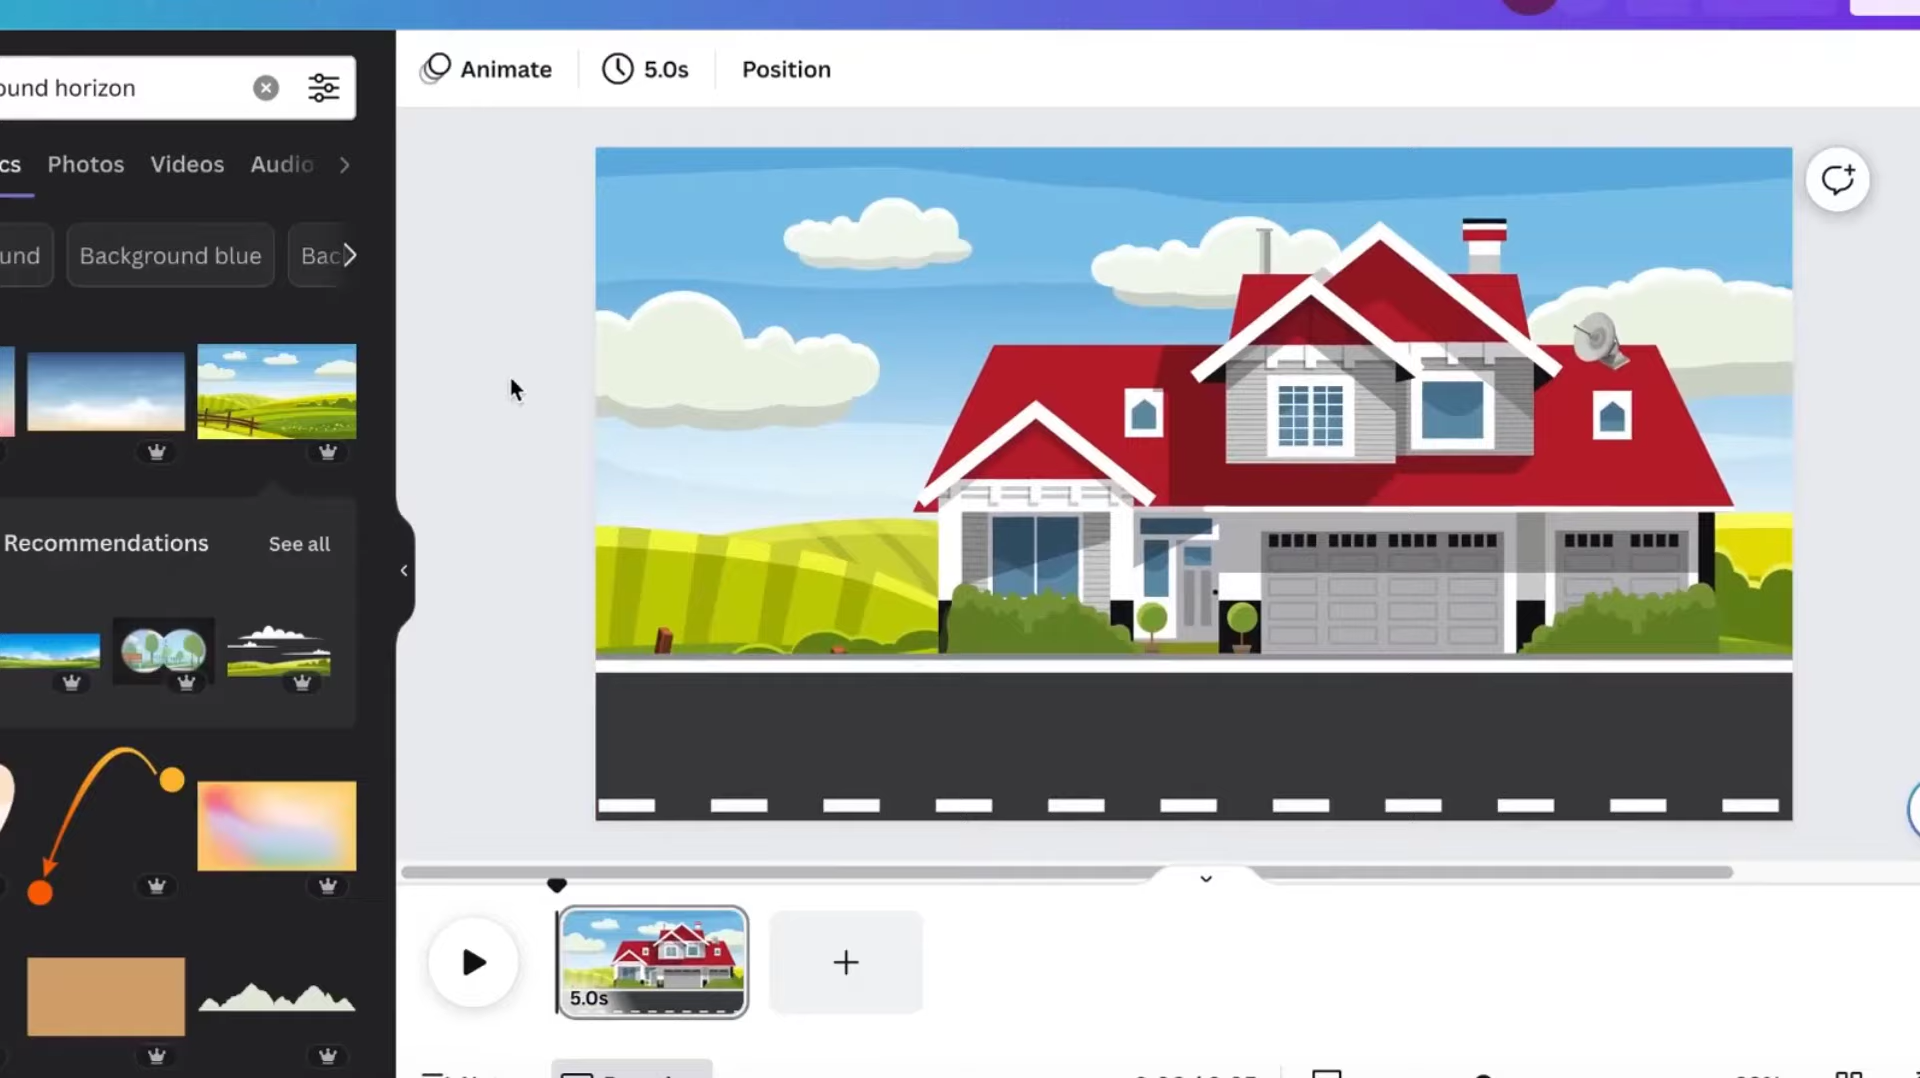 Animate 5.0s Position
ound horizon
cs Photos Videos Audio
und Background blue Bac
Recommendations See all
5.0s